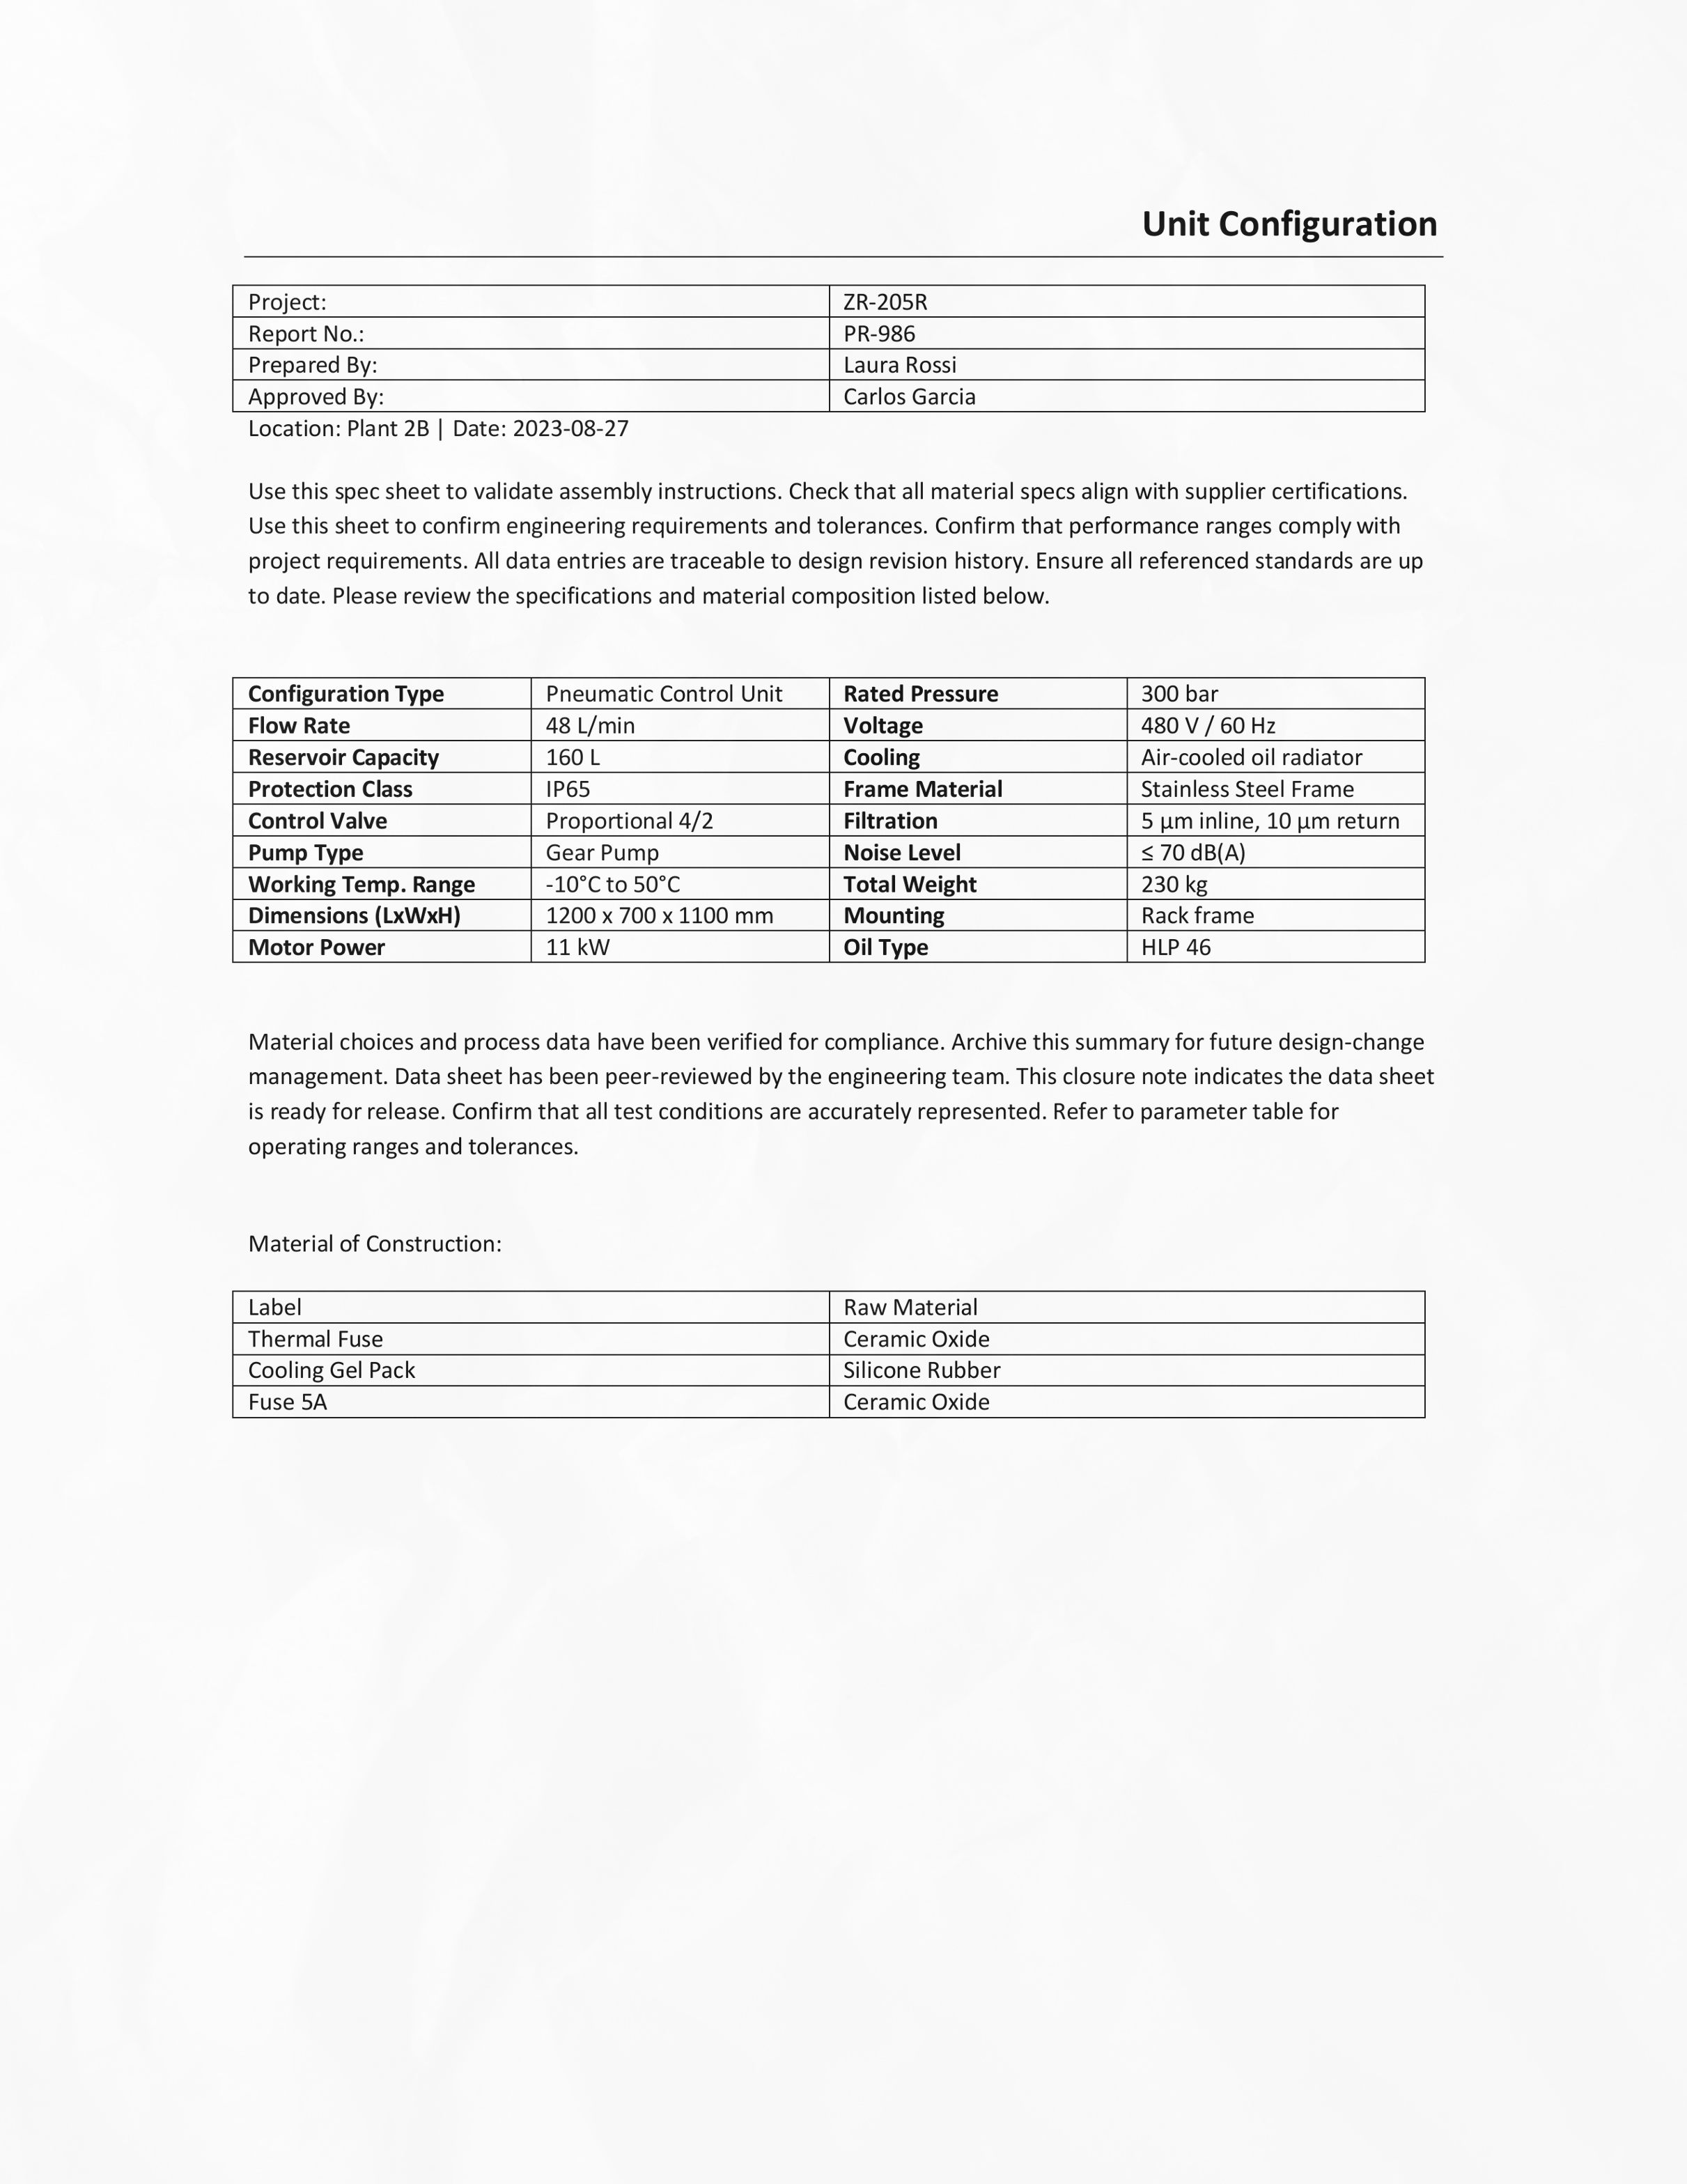 Unit Configuration
Project: ZR-205R
Report No.: PR-986
Prepared By: Laura Rossi
Approved By: Carlos Garcia
Location: Plant 2B | Date: 2023-08-27
Use this spec sheet to validate assembly instructions. Check that all material specs align with supplier certifications.
Use this sheet to confirm engineering requirements and tolerances. Confirm that performance ranges comply with
project requirements. All data entries are traceable to design revision history. Ensure all referenced standards are up
to date. Please review the specifications and material composition listed below.
Configuration Type Pneumatic Control Unit Rated Pressure 300 bar
Flow Rate 48 L/min Voltage 480 V / 60 Hz
Reservoir Capacity 160 L Cooling Air-cooled oil radiator
Protection Class IP65 Frame Material Stainless Steel Frame
Control Valve Proportional 4/2 Filtration 5 µm inline, 10 µm return
Pump Type Gear Pump Noise Level ≤ 70 dB(A)
Working Temp. Range -10°C to 50°C Total Weight 230 kg
Dimensions (LxWxH) 1200 x 700 x 1100 mm Mounting Rack frame
Motor Power 11 kW Oil Type HLP 46
Material choices and process data have been verified for compliance. Archive this summary for future design-change
management. Data sheet has been peer-reviewed by the engineering team. This closure note indicates the data sheet
is ready for release. Confirm that all test conditions are accurately represented. Refer to parameter table for
operating ranges and tolerances.
Material of Construction:
Label Raw Material
Thermal Fuse Ceramic Oxide
Cooling Gel Pack Silicone Rubber
Fuse 5A Ceramic Oxide